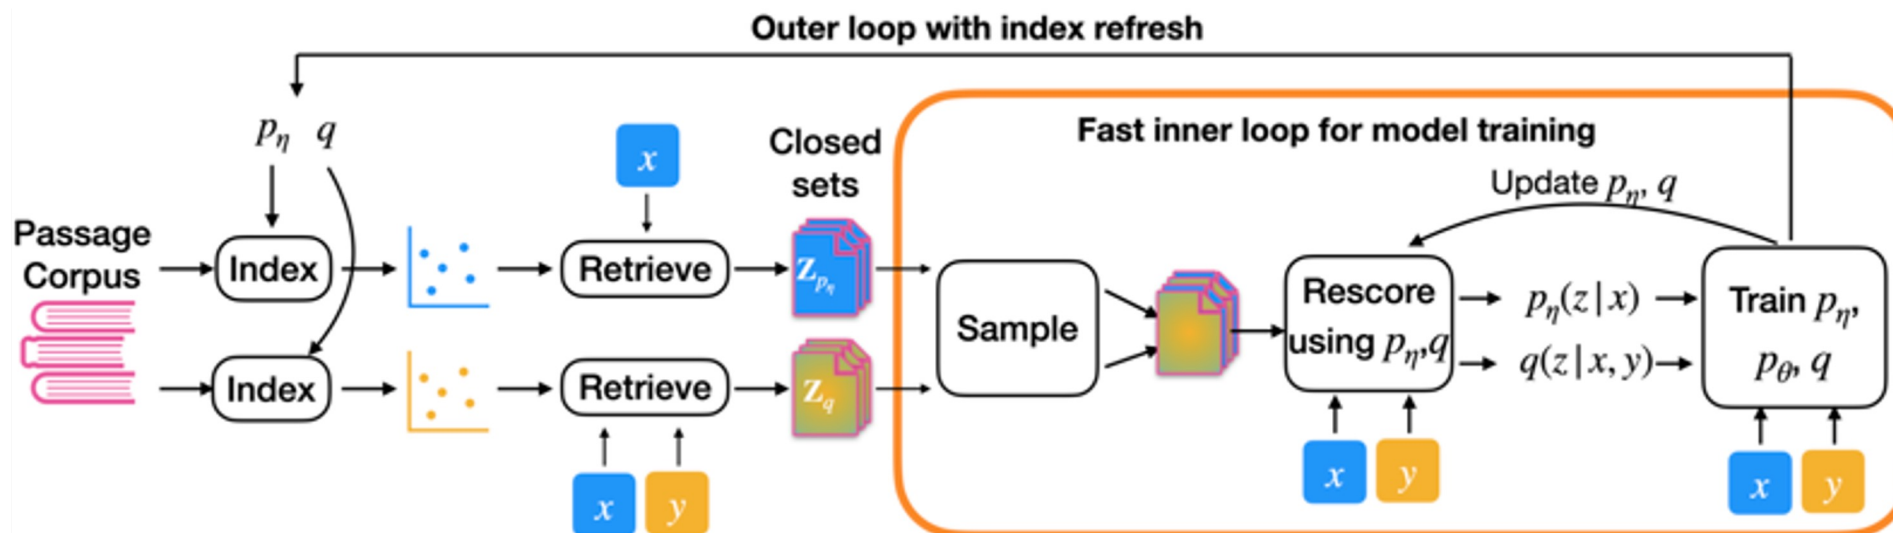 Outer loop with index refresh
pη q
Passage
Corpus
Index
Index
x
Retrieve
Retrieve
x y
Closed
sets
Zpη
Zq
Fast inner loop for model training
Update pη, q
Sample
Rescore
using pη,q
pη(z|x)
q(z|x, y)
Train pη,
pθ, q
x y
x y